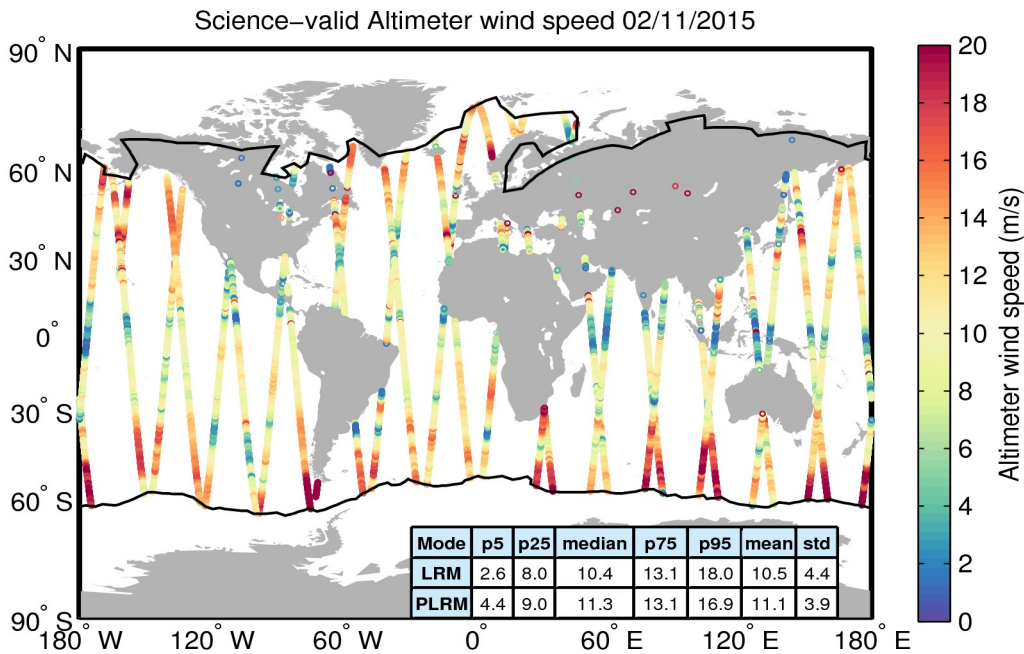 Science−valid Altimeter wind speed 02/11/2015
90° N
60° N
30° N
0°
30° S
60° S
90° S
180° W
120° W
60° W
0°
60° E
120° E
180° E
Mode p5 p25 median p75 p95 mean std
LRM 2.6 8.0 10.4 13.1 18.0 10.5 4.4
PLRM 4.4 9.0 11.3 13.1 16.9 11.1 3.9
20
18
16
14
12
10
8
6
4
2
0
Altimeter wind speed (m/s)